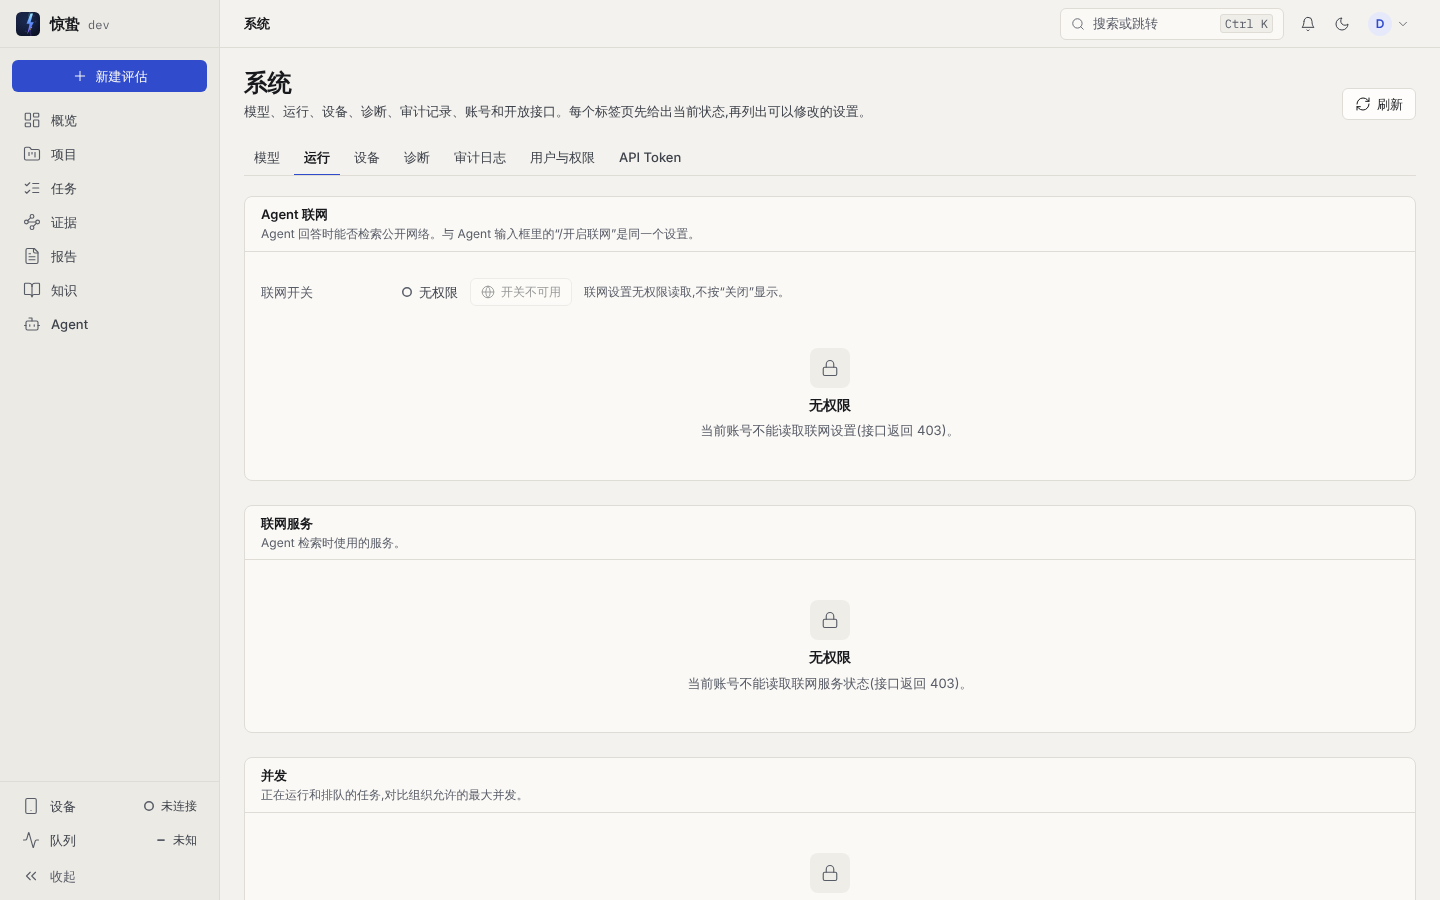 惊蛰 dev
系统
搜索或跳转 Ctrl K
D
新建评估
概览
项目
任务
证据
报告
知识
Agent
系统
模型、运行、设备、诊断、审计记录、账号和开放接口。每个标签页先给出当前状态,再列出可以修改的设置。
刷新
模型 运行 设备 诊断 审计日志 用户与权限 API Token
Agent 联网
Agent 回答时能否检索公开网络。与 Agent 输入框里的“/开启联网”是同一个设置。
联网开关 无权限 开关不可用 联网设置无权限读取,不按“关闭”显示。
无权限
当前账号不能读取联网设置(接口返回 403)。
联网服务
Agent 检索时使用的服务。
无权限
当前账号不能读取联网服务状态(接口返回 403)。
并发
正在运行和排队的任务,对比组织允许的最大并发。
设备 未连接
队列 未知
收起